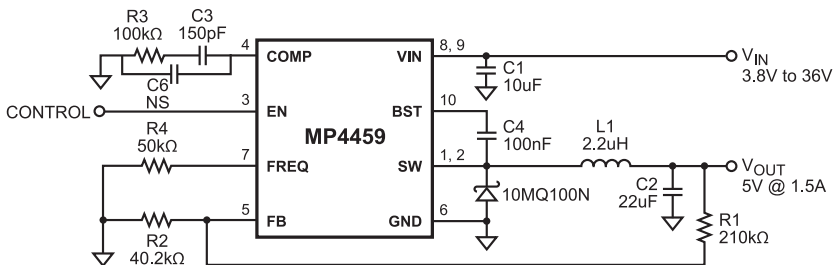 R3
100kΩ
C3
150pF
C6
NS
CONTROL
R4
50kΩ
R2
40.2kΩ
4
3
7
5
COMP
EN
FREQ
FB
MP4459
VIN
BST
SW
GND
8, 9
10
1, 2
6
C1
10uF
C4
100nF
10MQ100N
L1
2.2uH
C2
22uF
R1
210kΩ
VIN
3.8V to 36V
VOUT
5V @ 1.5A